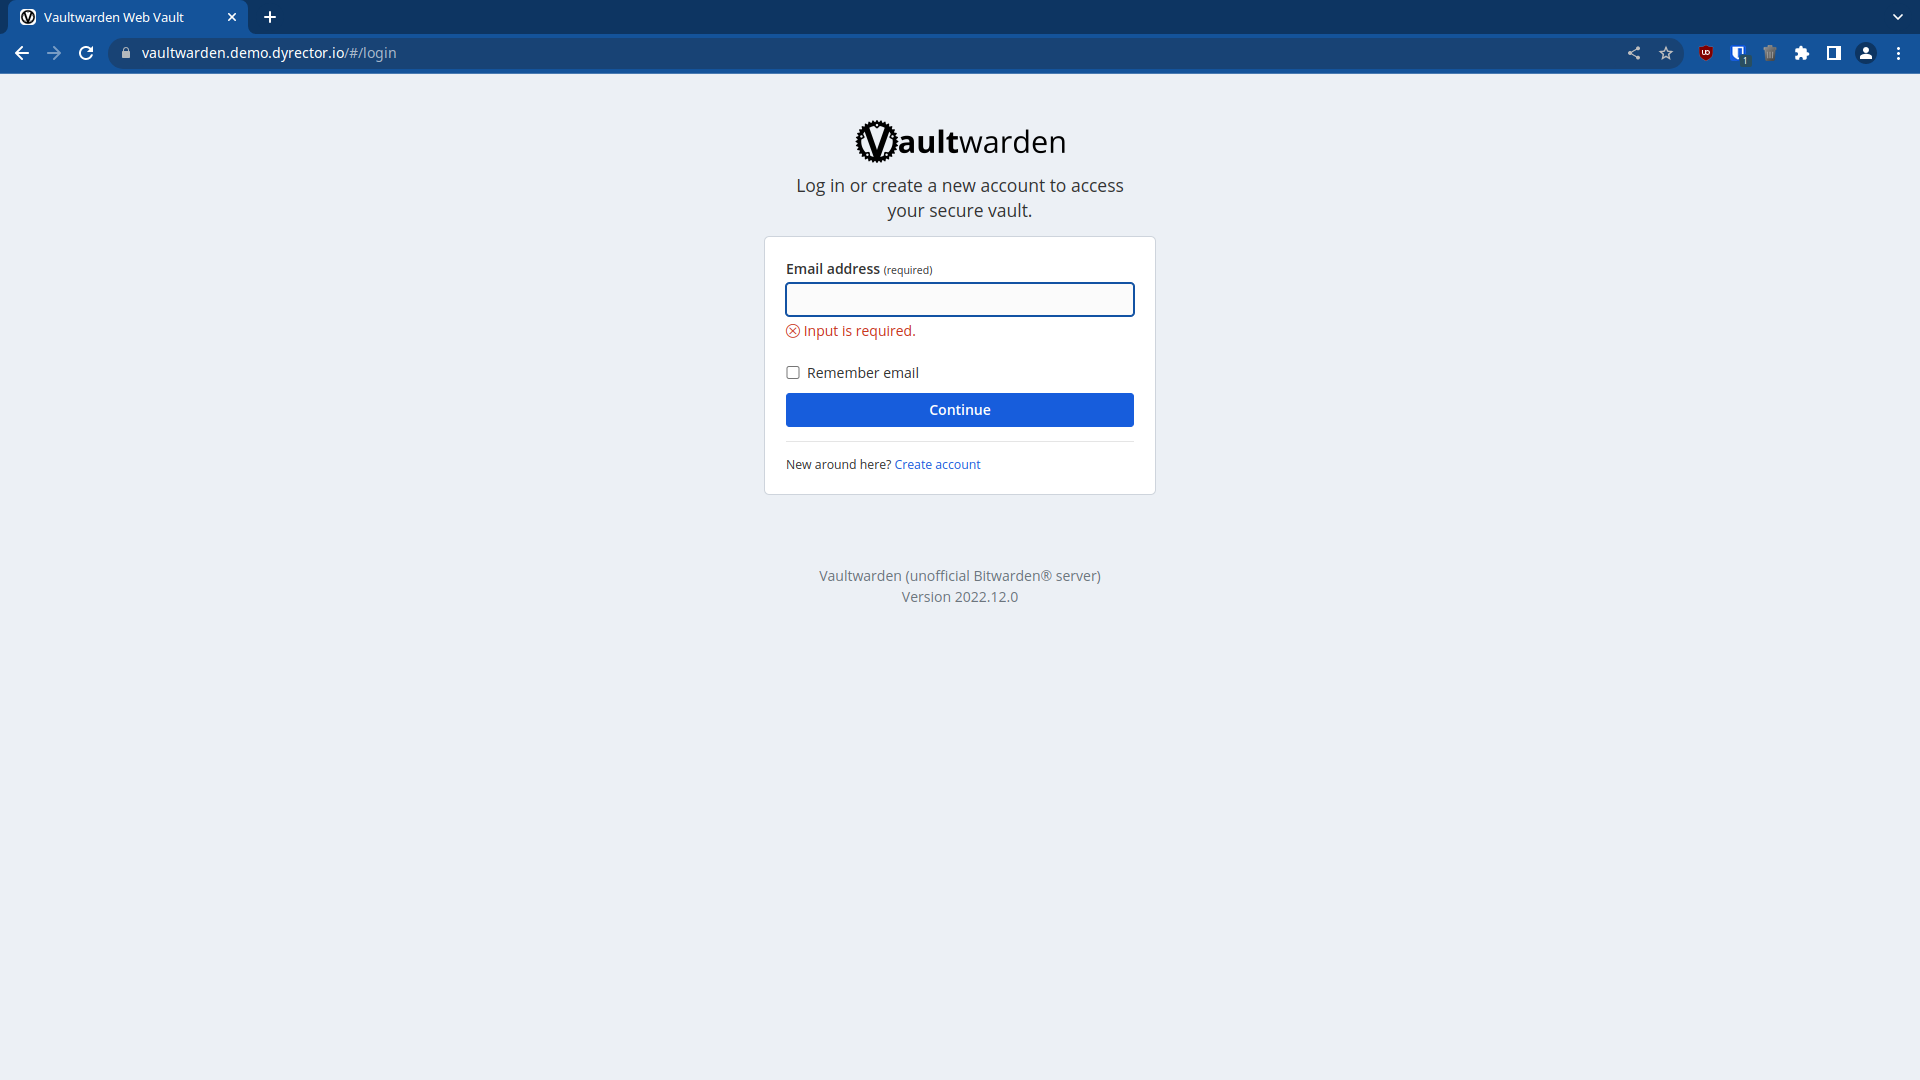 Vaultwarden Web Vault
vaultwarden.demo.dyrector.io/#/login
1
Vaultwarden
Log in or create a new account to access
your secure vault.
Email address (required)
Input is required.
Remember email
Continue
New around here? Create account
Vaultwarden (unofficial Bitwarden® server)
Version 2022.12.0